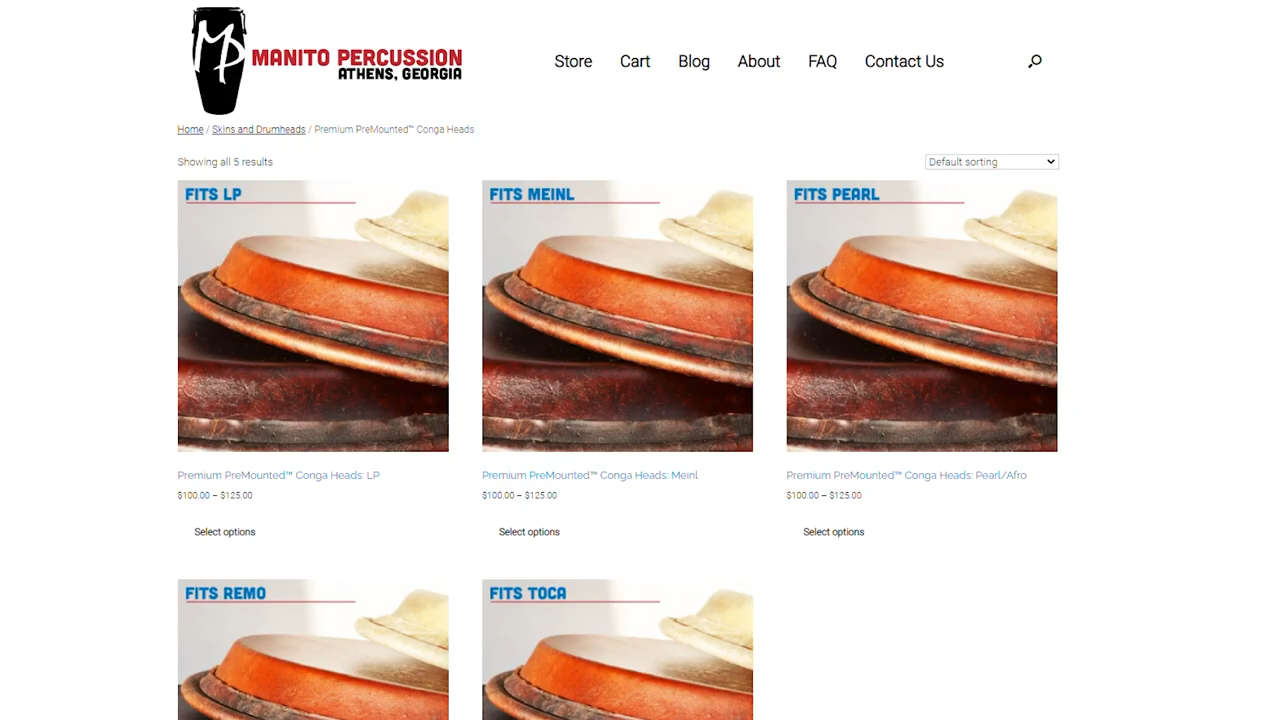 MP
MANITO PERCUSSION
ATHENS, GEORGIA
Store Cart Blog About FAQ Contact Us
Home / Skins and Drumheads / Premium PreMounted™ Conga Heads
Showing all 5 results
Default sorting
FITS LP
FITS MEINL
FITS PEARL
Premium PreMounted™ Conga Heads: LP
$100.00 – $125.00
Select options
Premium PreMounted™ Conga Heads: Meinl
$100.00 – $125.00
Select options
Premium PreMounted™ Conga Heads: Pearl/Afro
$100.00 – $125.00
Select options
FITS REMO
FITS TOCA